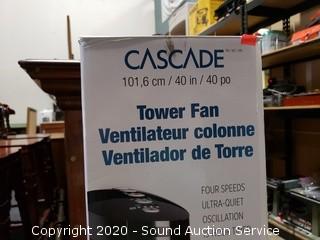 CASCADE
101,6 cm / 40 in / 40 po
Tower Fan
Ventilateur colonne
Ventilador de Torre
FOUR SPEEDS
ULTRA-QUIET
OSCILLATION
Copyright 2020 - Sound Auction Service